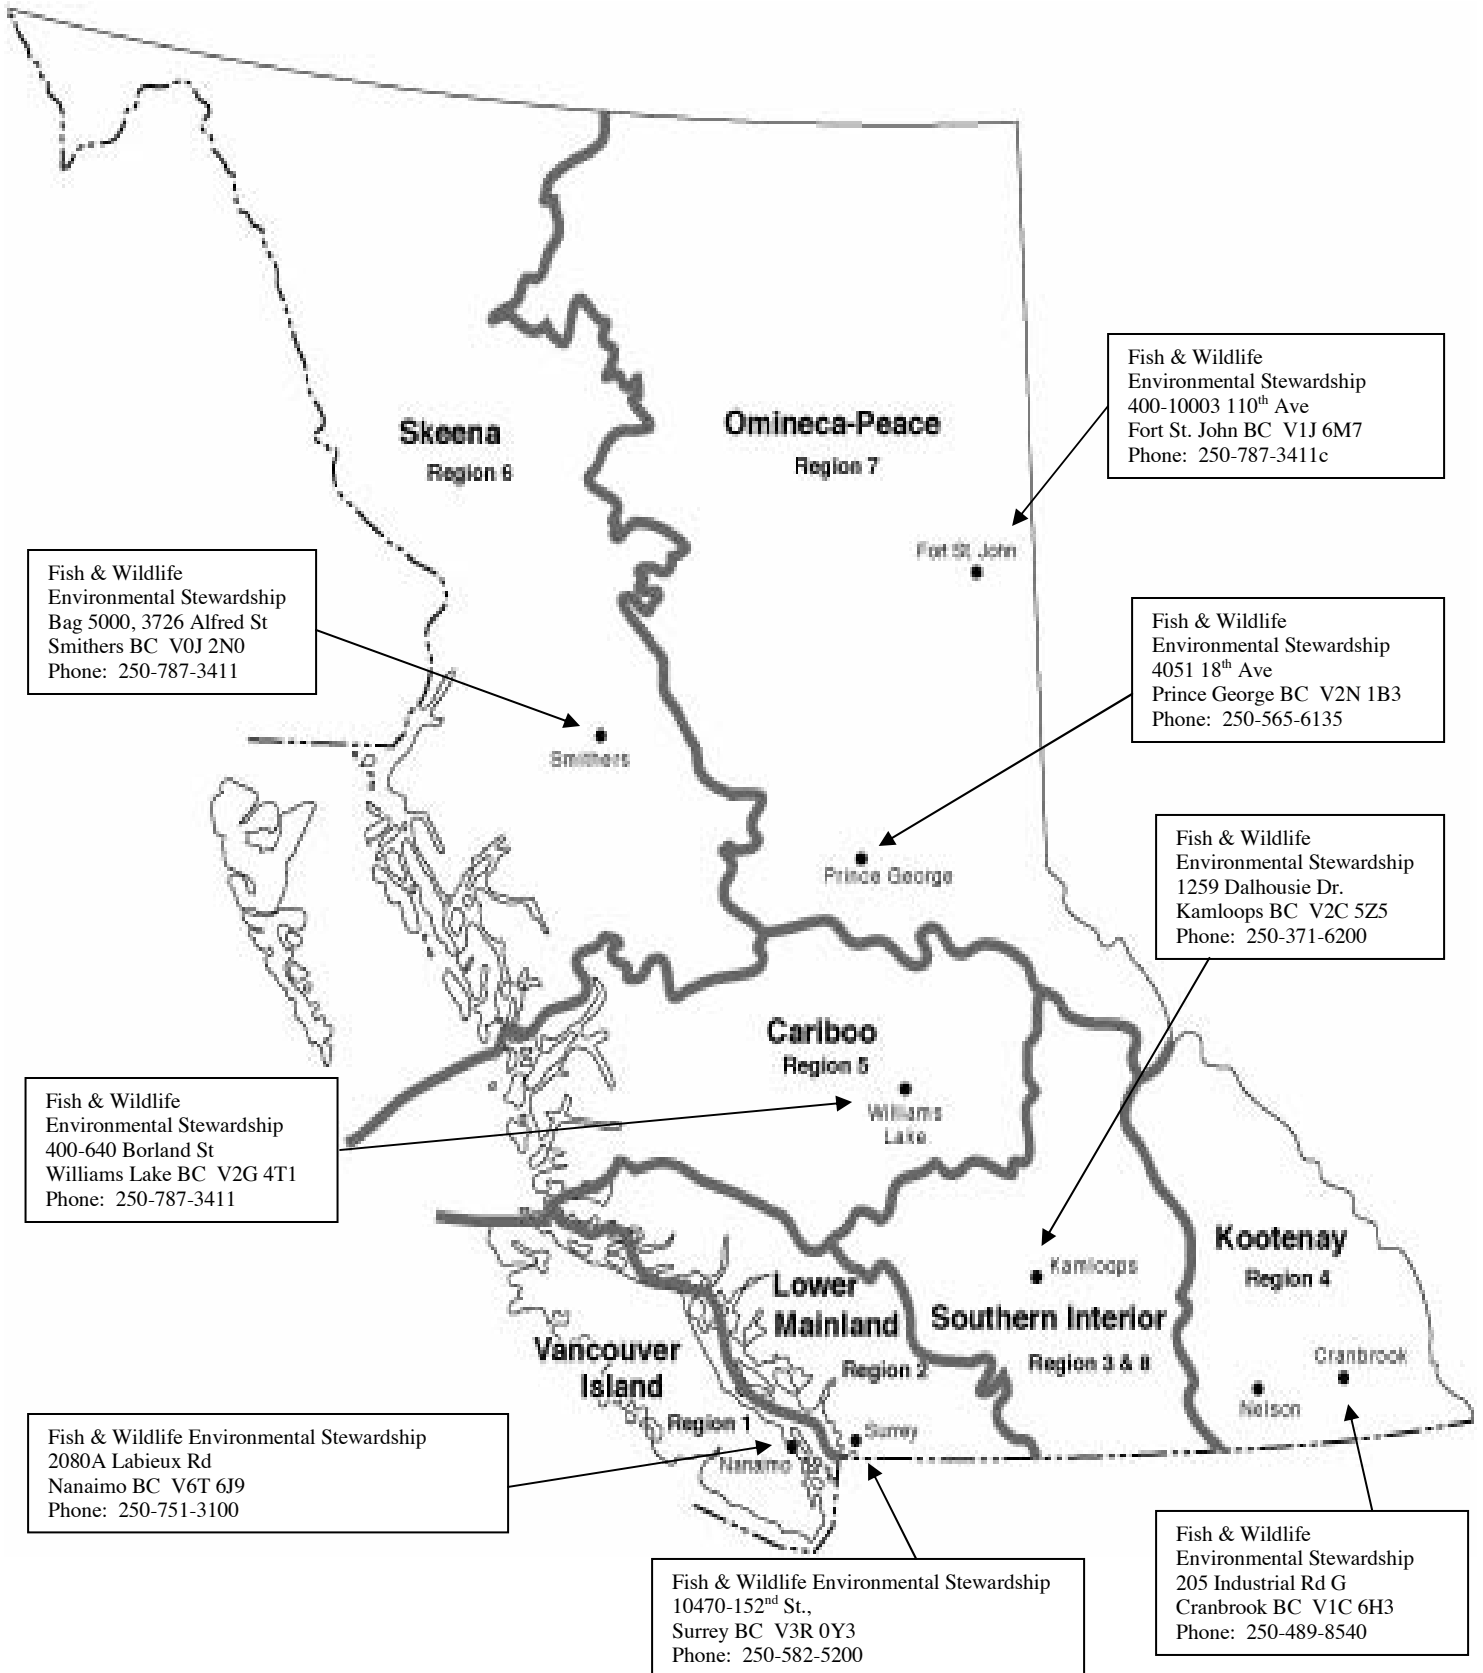 Fish & Wildlife
Environmental Stewardship
400-10003 110th Ave
Fort St. John BC  V1J 6M7
Phone:  250-787-3411c
Skeena
Region 6
Omineca-Peace
Region 7
Fort St. John
Fish & Wildlife
Environmental Stewardship
Bag 5000, 3726 Alfred St
Smithers BC  V0J 2N0
Phone:  250-787-3411
Smithers
Fish & Wildlife
Environmental Stewardship
4051 18th Ave
Prince George BC  V2N 1B3
Phone:  250-565-6135
Prince George
Fish & Wildlife
Environmental Stewardship
1259 Dalhousie Dr.
Kamloops BC  V2C 5Z5
Phone:  250-371-6200
Cariboo
Region 5
Williams
Lake
Fish & Wildlife
Environmental Stewardship
400-640 Borland St
Williams Lake BC  V2G 4T1
Phone:  250-787-3411
Kootenay
Region 4
Kamloops
Lower
Mainland
Region 2
Southern Interior
Region 3 & 8
Vancouver
Island
Region 1
Cranbrook
Nelson
Surrey
Nanaimo
Fish & Wildlife Environmental Stewardship
2080A Labieux Rd
Nanaimo BC  V6T 6J9
Phone:  250-751-3100
Fish & Wildlife Environmental Stewardship
10470-152nd St.,
Surrey BC  V3R 0Y3
Phone:  250-582-5200
Fish & Wildlife
Environmental Stewardship
205 Industrial Rd G
Cranbrook BC  V1C 6H3
Phone:  250-489-8540